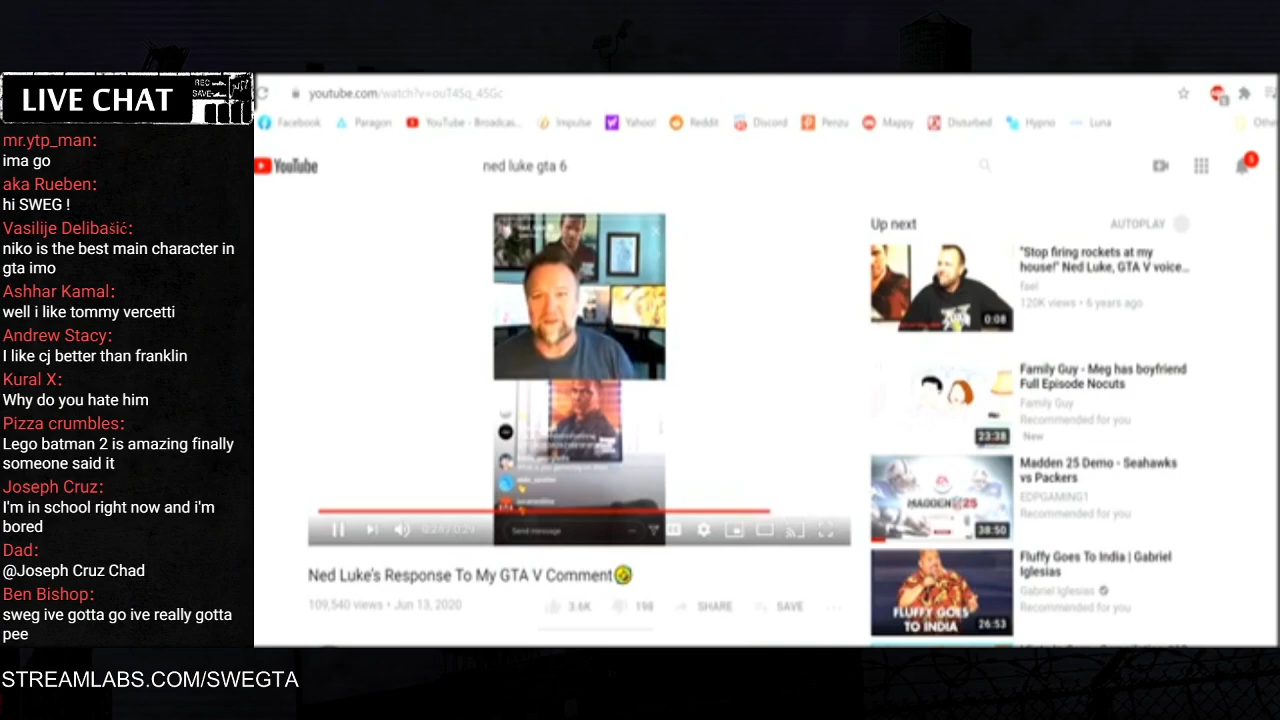 LIVE CHAT
REC
SAVE
mr.ytp_man:
ima go
aka Rueben:
hi SWEG !
Vasilije Delibašić:
niko is the best main character in
gta imo
Ashhar Kamal:
well i like tommy vercetti
Andrew Stacy:
I like cj better than franklin
Kural X:
Why do you hate him
Pizza crumbles:
Lego batman 2 is amazing finally
someone said it
Joseph Cruz:
I'm in school right now and i'm
bored
Dad:
@Joseph Cruz Chad
Ben Bishop:
sweg ive gotta go ive really gotta
pee
STREAMLABS.COM/SWEGTA
Facebook Paragon YouTube - Broadcas... Impulse Yahoo! Reddit Discord Penzu Mappy Disturbed Hypno Luna
YouTube
ned luke gta 6
5
Send message
Ned Luke's Response To My GTA V Comment🤣
109,540 views • Jun 13, 2020
3.6K 198 SHARE SAVE ...
Up next
AUTOPLAY
"Stop firing rockets at my
house!" Ned Luke, GTA V voice...
fael
120K views • 6 years ago
0:08
Family Guy - Meg has boyfriend
Full Episode Nocuts
Family Guy
Recommended for you
New
23:38
Madden 25 Demo - Seahawks
vs Packers
EDPGAMING1
Recommended for you
MADDEN 25
38:50
Fluffy Goes To India | Gabriel
Iglesias
Gabriel Iglesias
Recommended for you
FLUFFY GOES
TO INDIA
26:53